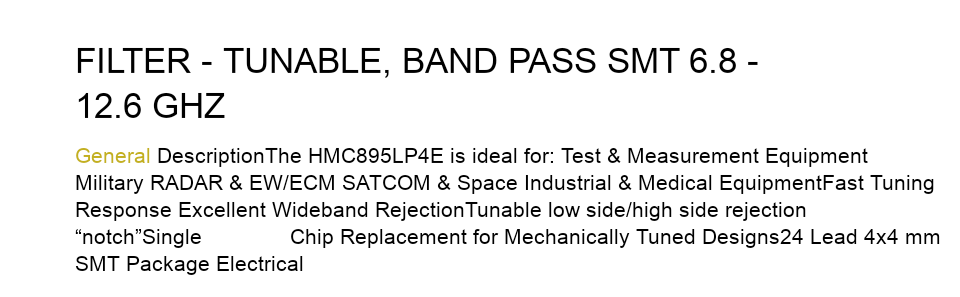 FILTER - TUNABLE, BAND PASS SMT 6.8 -
12.6 GHZ
General DescriptionThe HMC895LP4E is ideal for: Test & Measurement Equipment
Military RADAR & EW/ECM SATCOM & Space Industrial & Medical EquipmentFast Tuning
Response Excellent Wideband RejectionTunable low side/high side rejection
“notch”Single Chip Replacement for Mechanically Tuned Designs24 Lead 4x4 mm
SMT Package Electrical